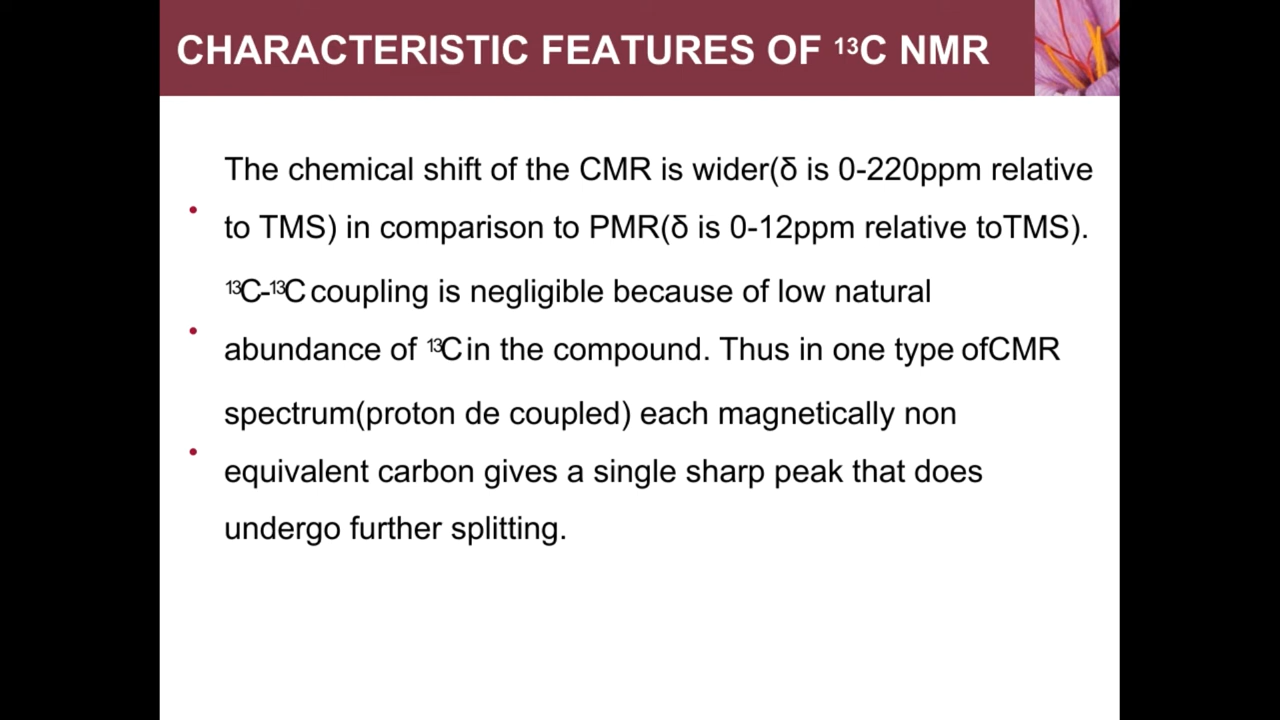 CHARACTERISTIC FEATURES OF ¹³C NMR
The chemical shift of the CMR is wider(δ is 0-220ppm relative
• to TMS) in comparison to PMR(δ is 0-12ppm relative toTMS).
¹³C-¹³C coupling is negligible because of low natural
• abundance of ¹³C in the compound. Thus in one type ofCMR
spectrum(proton de coupled) each magnetically non
• equivalent carbon gives a single sharp peak that does
undergo further splitting.